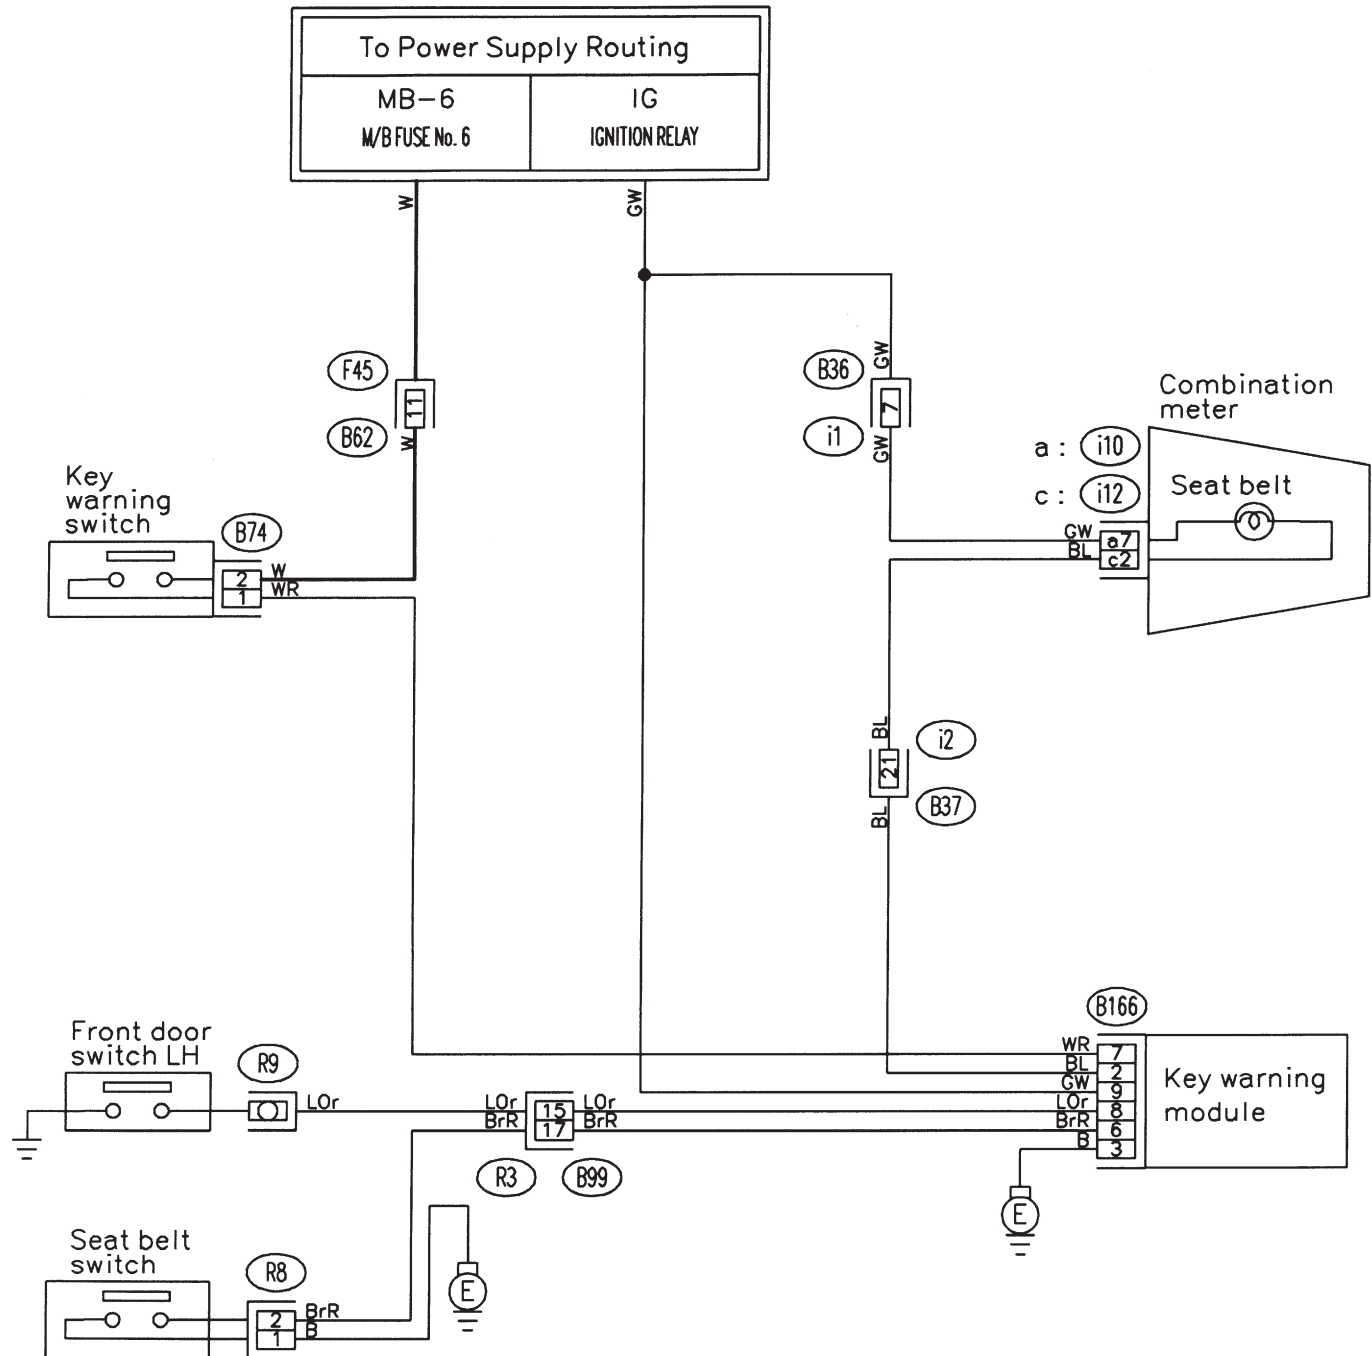 To Power Supply Routing
MB-6
M/B FUSE No. 6
IG
IGNITION RELAY
W
GW
F45
11
B62
W
B36
GW
7
i1
GW
Combination
meter
a : i10
c : i12
Seat belt
GW
a7
BL
c2
Key
warning
switch
B74
2
W
1
WR
BL
i2
21
B37
BL
B166
WR
7
BL
2
GW
9
LOr
8
BrR
6
B
3
Key warning
module
E
Front door
switch LH
R9
LOr
LOr
15
LOr
BrR
17
BrR
R3
B99
Seat belt
switch
R8
2
BrR
1
B
E